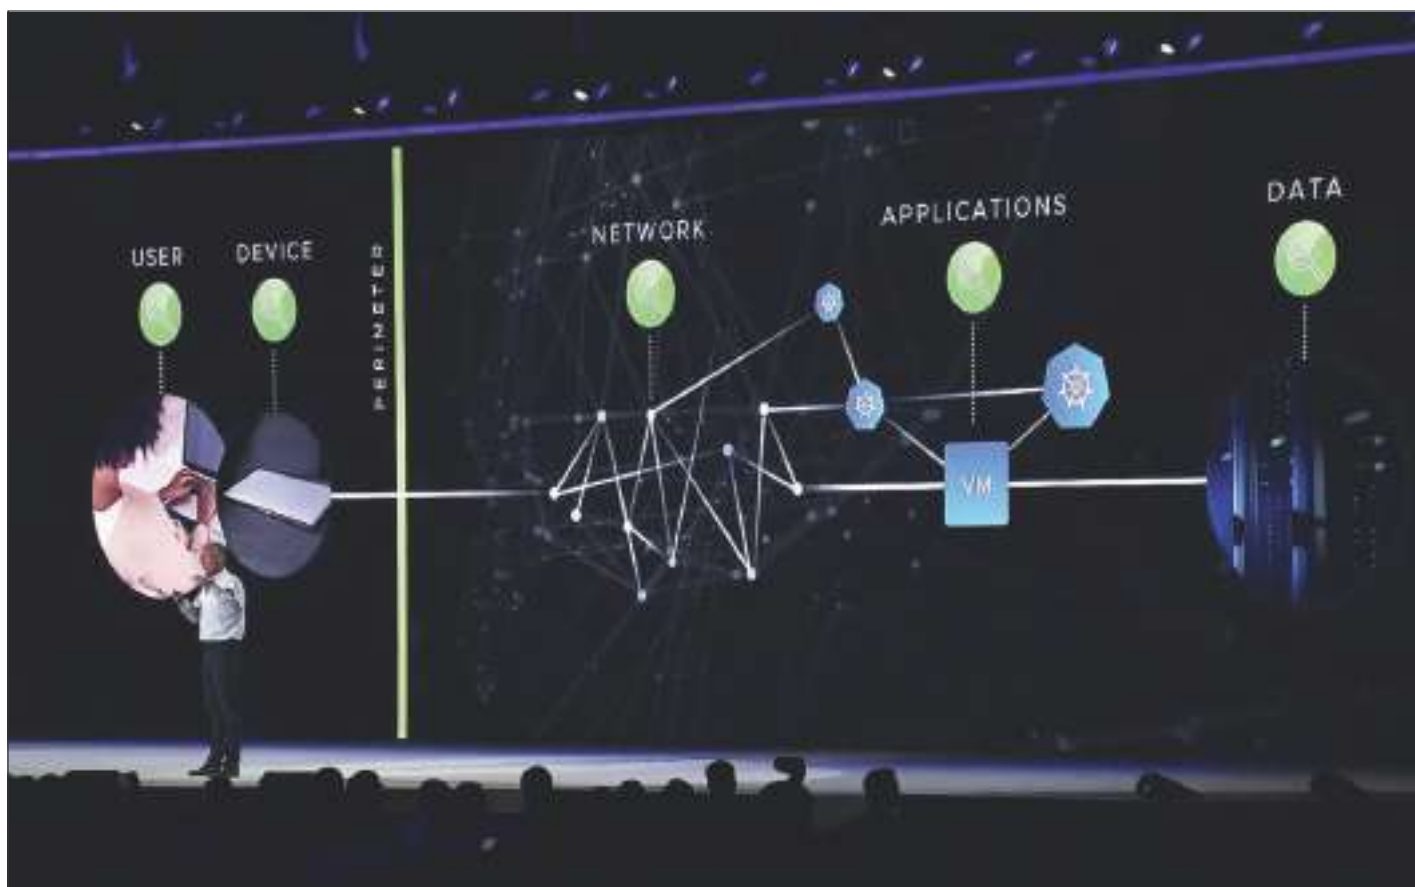 USER
DEVICE
PERIMETER
NETWORK
APPLICATIONS
DATA
VM